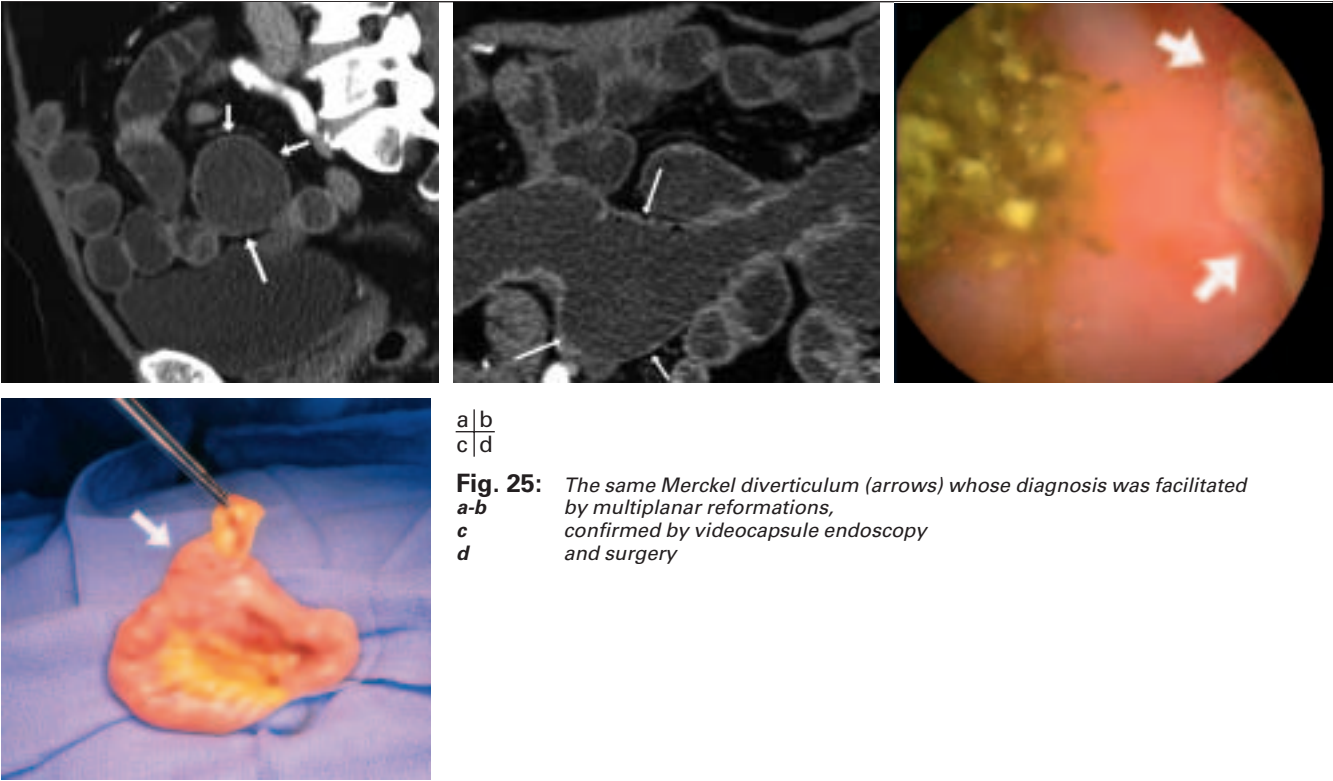 a b
c d
Fig. 25: The same Merckel diverticulum (arrows) whose diagnosis was facilitated
a-b by multiplanar reformations,
c confirmed by videocapsule endoscopy
d and surgery